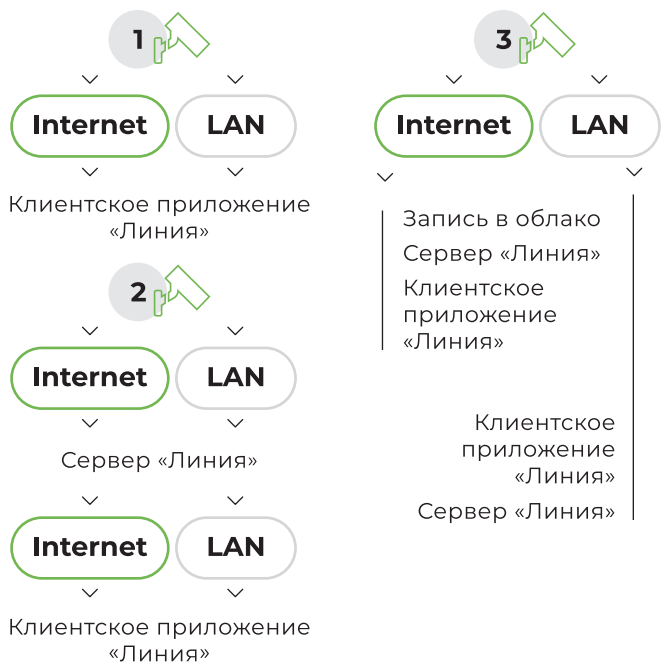 1
Internet
LAN
Клиентское приложение
«Линия»
2
Internet
LAN
Сервер «Линия»
Internet
LAN
Клиентское приложение
«Линия»
3
Internet
LAN
Запись в облако
Сервер «Линия»
Клиентское
приложение
«Линия»
Клиентское
приложение
«Линия»
Сервер «Линия»